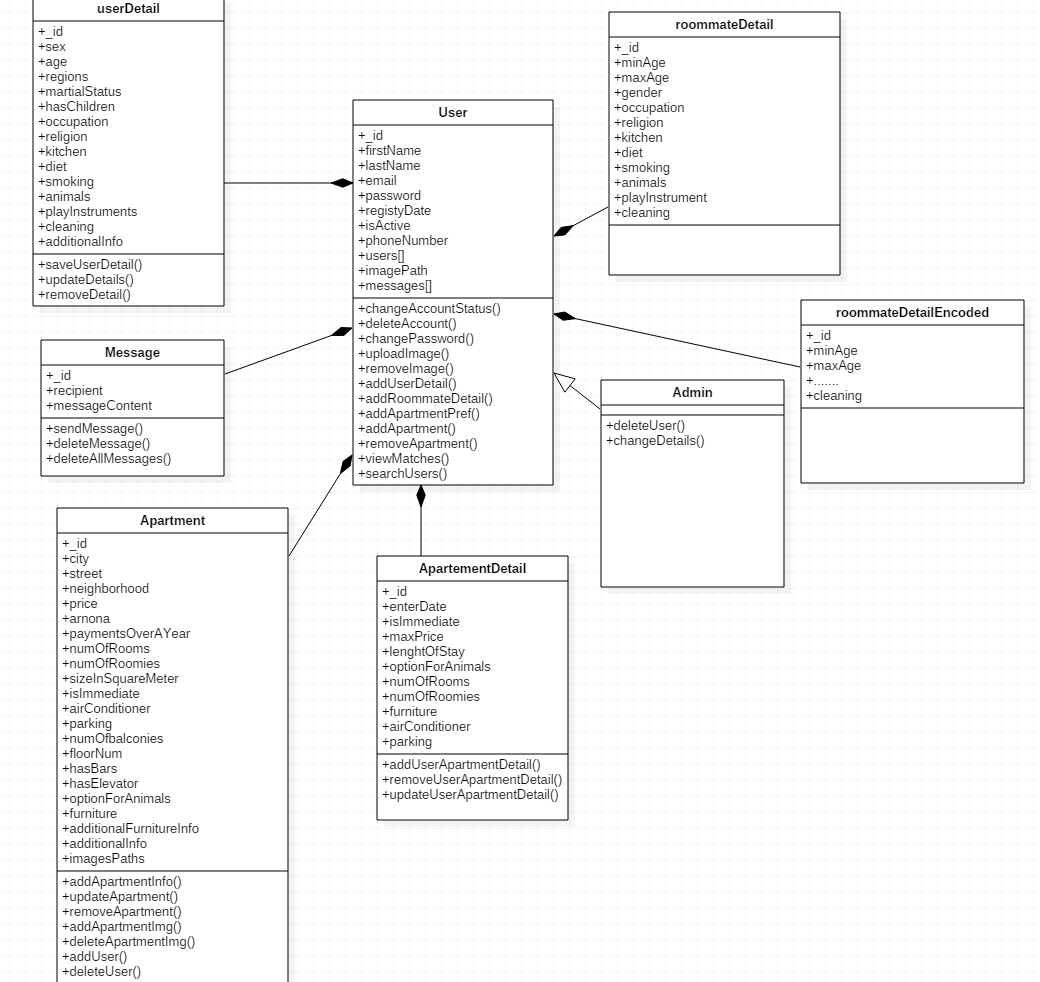 userDetail
+_id
+sex
+age
+regions
+martialStatus
+hasChildren
+occupation
+religion
+kitchen
+diet
+smoking
+animals
+playInstruments
+cleaning
+additionalInfo
+saveUserDetail()
+updateDetails()
+removeDetail()
User
+_id
+firstName
+lastName
+email
+password
+registyDate
+isActive
+phoneNumber
+users[]
+imagePath
+messages[]
+changeAccountStatus()
+deleteAccount()
+changePassword()
+uploadImage()
+removeImage()
+addUserDetail()
+addRoommateDetail()
+addApartmentPref()
+addApartment()
+removeApartment()
+viewMatches()
+searchUsers()
roommateDetail
+_id
+minAge
+maxAge
+gender
+occupation
+religion
+kitchen
+diet
+smoking
+animals
+playInstrument
+cleaning
roommateDetailEncoded
+_id
+minAge
+maxAge
+.......
+cleaning
Message
+_id
+recipient
+messageContent
+sendMessage()
+deleteMessage()
+deleteAllMessages()
Admin
+deleteUser()
+changeDetails()
Apartment
+_id
+city
+street
+neighborhood
+price
+arnona
+paymentsOverAYear
+numOfRooms
+numOfRoomies
+sizeInSquareMeter
+isImmediate
+airConditioner
+parking
+numOfbalconies
+floorNum
+hasBars
+hasElevator
+optionForAnimals
+furniture
+additionalFurnitureInfo
+additionalInfo
+imagesPaths
+addApartmentInfo()
+updateApartment()
+removeApartment()
+addApartmentImg()
+deleteApartmentImg()
+addUser()
+deleteUser()
ApartementDetail
+_id
+enterDate
+isImmediate
+maxPrice
+lenghtOfStay
+optionForAnimals
+numOfRooms
+numOfRoomies
+furniture
+airConditioner
+parking
+addUserApartmentDetail()
+removeUserApartmentDetail()
+updateUserApartmentDetail()